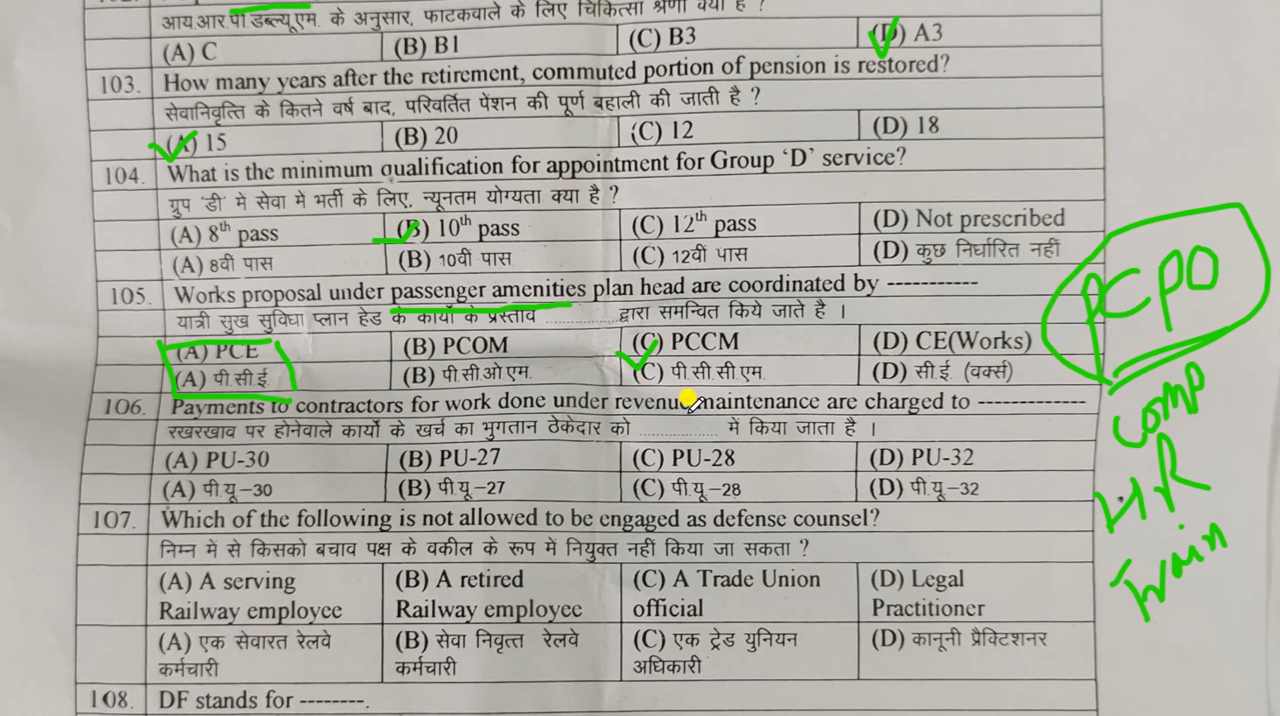 आय.आर.पी.डब्ल्यू.एम. के अनुसार, फाटकवाले के लिए चिकित्सा श्रेणी क्या है ?
(A) C (B) B1 (C) B3 (D) A3
103. How many years after the retirement, commuted portion of pension is restored?
सेवानिवृत्ति के कितने वर्ष बाद, परिवर्तित पेंशन की पूर्ण बहाली की जाती है ?
(A) 15 (B) 20 (C) 12 (D) 18
104. What is the minimum qualification for appointment for Group ‘D’ service?
ग्रुप ‘डी’ मे सेवा मे भर्ती के लिए, न्यूनतम योग्यता क्या है ?
(A) 8th pass (B) 10th pass (C) 12th pass (D) Not prescribed
(A) 8वी पास (B) 10वी पास (C) 12वीं पास (D) कुछ निर्धारित नहीं
105. Works proposal under passenger amenities plan head are coordinated by -----------
यात्री सुख सुविधा प्लान हेड के कार्यो के प्रस्ताव .................. द्वारा समन्वित किये जाते है ।
(A) PCE (B) PCOM (C) PCCM (D) CE(Works)
(A) पी.सी.ई. (B) पी.सी.ओ.एम. (C) पी.सी.सी.एम. (D) सी.ई. (वर्क्स)
106. Payments to contractors for work done under revenue maintenance are charged to -------------
रखरखाव पर होनेवाले कार्यो के खर्च का भुगतान ठेकेदार को .................. में किया जाता है ।
(A) PU-30 (B) PU-27 (C) PU-28 (D) PU-32
(A) पी.यू.–30 (B) पी.यू.–27 (C) पी.यू.–28 (D) पी.यू.–32
107. Which of the following is not allowed to be engaged as defense counsel?
निम्न में से किसको बचाव पक्ष के वकील के रूप में नियुक्त नहीं किया जा सकता ?
(A) A serving Railway employee (B) A retired Railway employee (C) A Trade Union official (D) Legal Practitioner
(A) एक सेवारत रेलवे कर्मचारी (B) सेवा निवृत्त रेलवे कर्मचारी (C) एक ट्रेड युनियन अधिकारी (D) कानूनी प्रैक्टिशनर
108. DF stands for --------.
PCPO
Comp
HR
Train